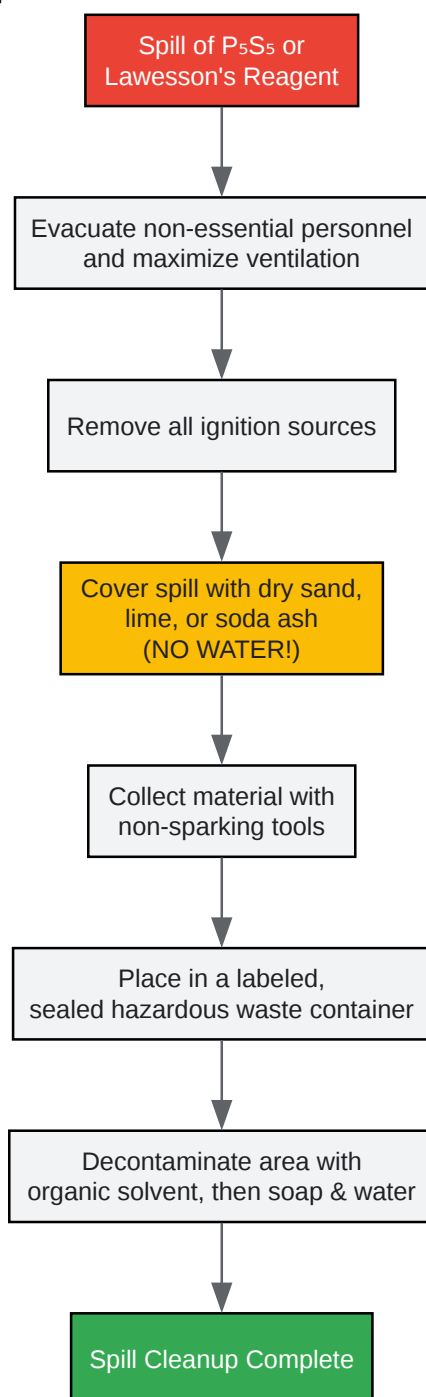 Spill of P₅S₅ or
Lawesson's Reagent
Evacuate non-essential personnel
and maximize ventilation
Remove all ignition sources
Cover spill with dry sand,
lime, or soda ash
(NO WATER!)
Collect material with
non-sparking tools
Place in a labeled,
sealed hazardous waste container
Decontaminate area with
organic solvent, then soap & water
Spill Cleanup Complete